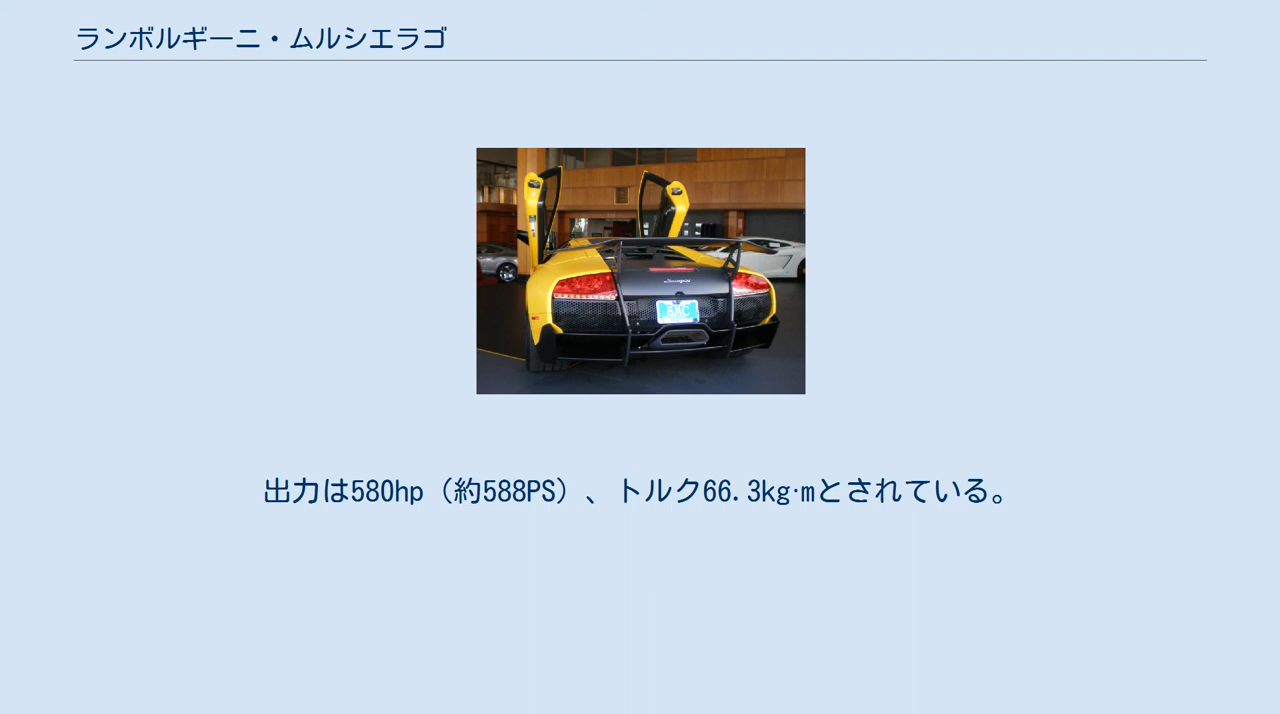 ランボルギーニ・ムルシエラゴ
BAC
出力は580hp（約588PS）、トルク66.3kg·mとされている。